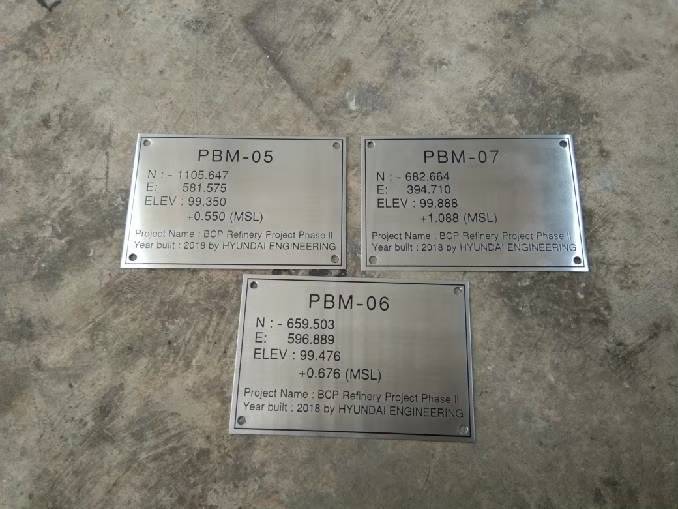 PBM-05
N : - 1105.647
E: 581.575
ELEV : 99.350
+0.550 (MSL)
Project Name : BCP Refinery Project Phase II
Year built : 2018 by HYUNDAI ENGINEERING
PBM-07
N : - 682.664
E: 394.710
ELEV : 99.888
+1.088 (MSL)
Project Name : BCP Refinery Project Phase II
Year built : 2018 by HYUNDAI ENGINEERING
PBM-06
N : - 659.503
E: 596.889
ELEV : 99.476
+0.676 (MSL)
Project Name : BCP Refinery Project Phase II
Year built : 2018 by HYUNDAI ENGINEERING